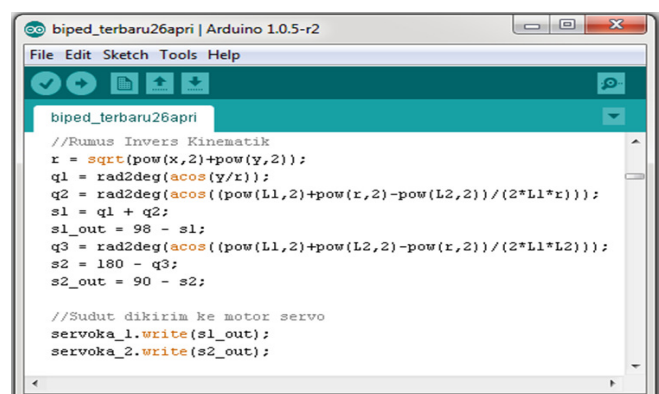 biped_terbaru26apri | Arduino 1.0.5-r2
File Edit Sketch Tools Help
biped_terbaru26apri
//Rumus Invers Kinematik
r = sqrt(pow(x,2)+pow(y,2));
q1 = rad2deg(acos(y/r));
q2 = rad2deg(acos((pow(L1,2)+pow(r,2)-pow(L2,2))/(2*L1*r)));
s1 = q1 + q2;
s1_out = 98 - s1;
q3 = rad2deg(acos((pow(L1,2)+pow(L2,2)-pow(r,2))/(2*L1*L2)));
s2 = 180 - q3;
s2_out = 90 - s2;
//Sudut dikirim ke motor servo
servoka_1.write(s1_out);
servoka_2.write(s2_out);